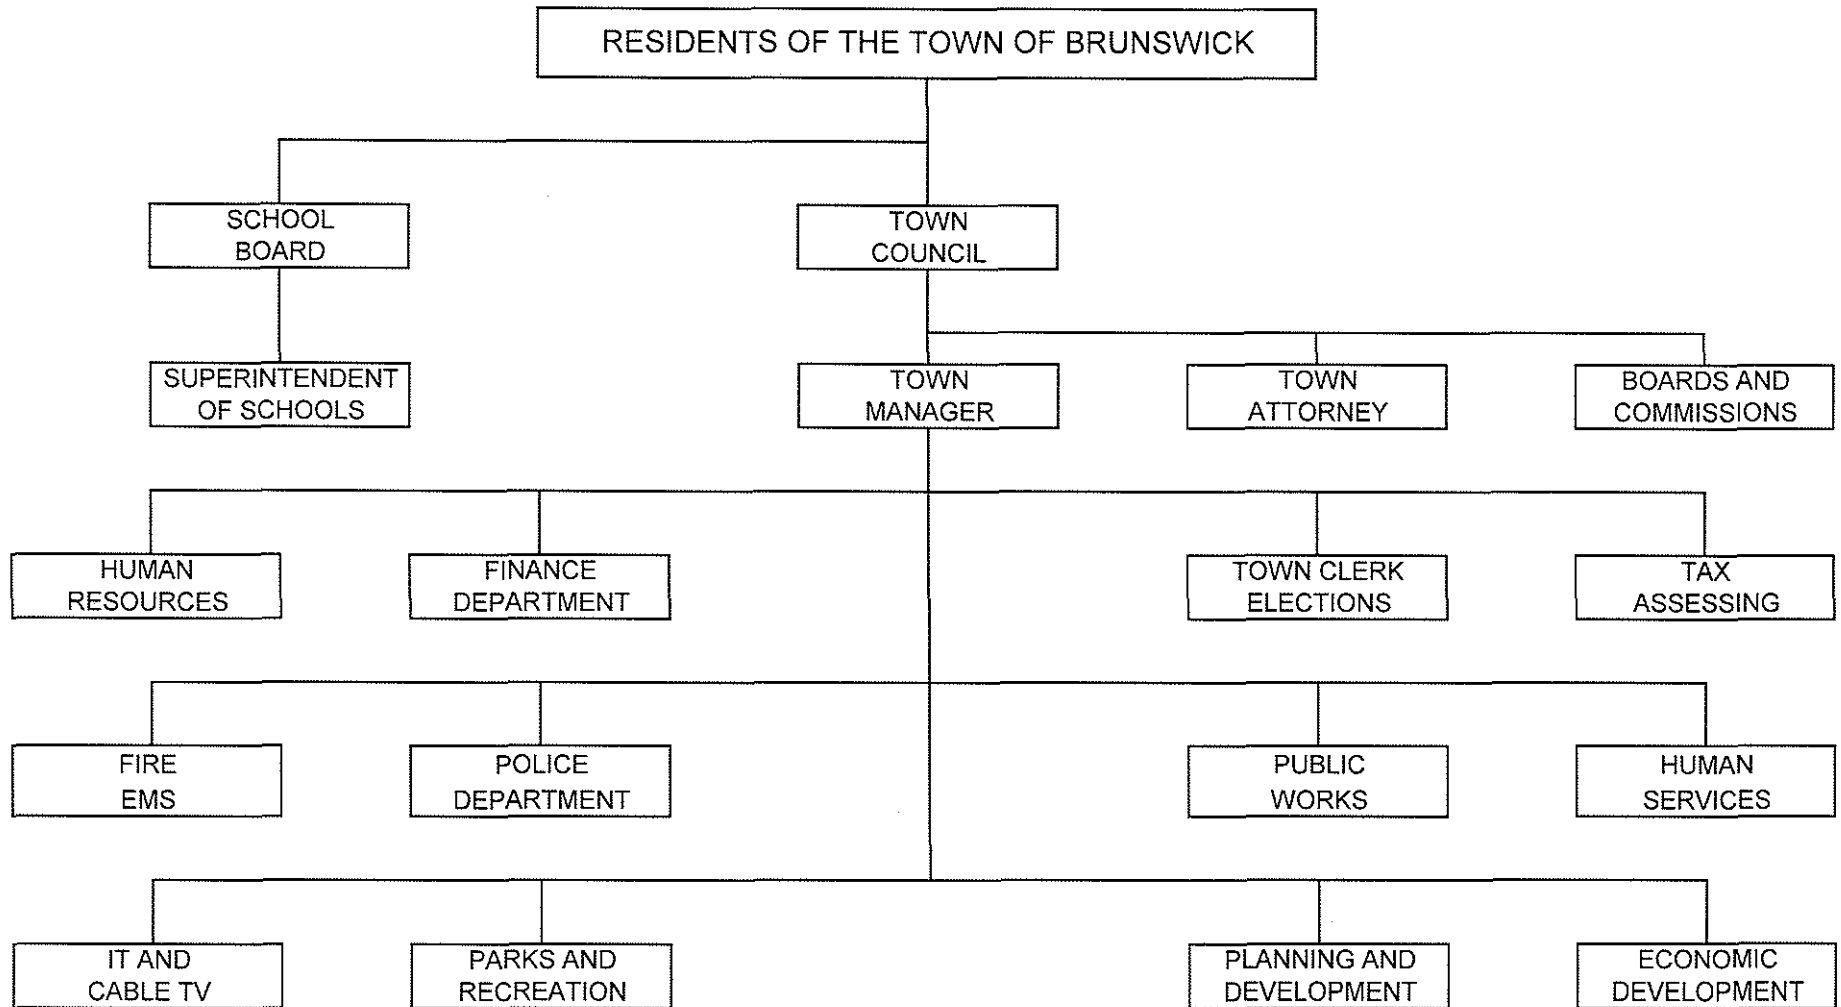 RESIDENTS OF THE TOWN OF BRUNSWICK
SCHOOL
BOARD
TOWN
COUNCIL
SUPERINTENDENT
OF SCHOOLS
TOWN
MANAGER
TOWN
ATTORNEY
BOARDS AND
COMMISSIONS
HUMAN
RESOURCES
FINANCE
DEPARTMENT
TOWN CLERK
ELECTIONS
TAX
ASSESSING
FIRE
EMS
POLICE
DEPARTMENT
PUBLIC
WORKS
HUMAN
SERVICES
IT AND
CABLE TV
PARKS AND
RECREATION
PLANNING AND
DEVELOPMENT
ECONOMIC
DEVELOPMENT